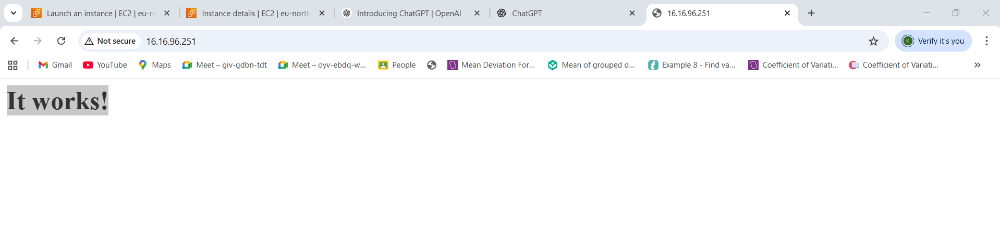 Launch an instance | EC2 | eu-n
Instance details | EC2 | eu-north
Introducing ChatGPT | OpenAI
ChatGPT
16.16.96.251
Not secure
16.16.96.251
Verify it's you
Gmail
YouTube
Maps
Meet – giv-gdbn-tdt
Meet – oyv-ebdq-w...
People
Mean Deviation For...
Mean of grouped d...
Example 8 - Find va...
Coefficient of Variati...
Coefficient of Variati...
It works!